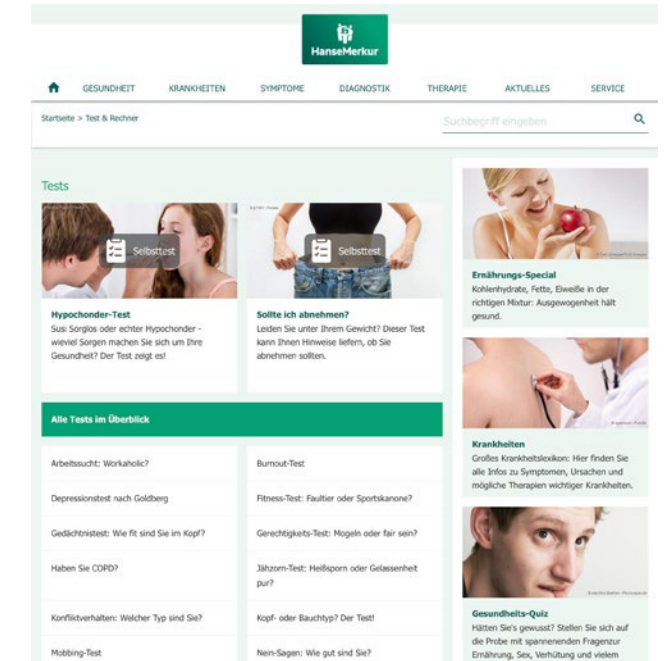 HanseMerkur
GESUNDHEIT KRANKHEITEN SYMPTOME DIAGNOSTIK THERAPIE AKTUELLES SERVICE
Startseite > Test & Rechner
Suchbegriff eingeben
Tests
Selbsttest
Hypochonder-Test
Susi Sorglos oder echter Hypochonder -
wieviel Sorgen machen Sie sich um Ihre
Gesundheit? Der Test zeigt es!
Selbsttest
Sollte ich abnehmen?
Leiden Sie unter Ihrem Gewicht? Dieser Test
kann Ihnen Hinweise liefern, ob Sie
abnehmen sollten.
Alle Tests im Überblick
Arbeitssucht: Workaholic?
Burnout-Test
Depressionstest nach Goldberg
Fitness-Test: Faultier oder Sportskanone?
Gedächtnistest: Wie fit sind Sie im Kopf?
Gerechtigkeits-Test: Mogeln oder fair sein?
Haben Sie COPD?
Jähzorn-Test: Heißsporn oder Gelassenheit
pur?
Konfliktverhalten: Welcher Typ sind Sie?
Kopf- oder Bauchtyp? Der Test!
Mobbing-Test
Nein-Sagen: Wie gut sind Sie?
Ernährungs-Special
Kohlenhydrate, Fette, Eiweiße in der
richtigen Mixtur: Ausgewogenheit hält
gesund.
Krankheiten
Großes Krankheitslexikon: Hier finden Sie
alle Infos zu Symptomen, Ursachen und
mögliche Therapien wichtiger Krankheiten.
Gesundheits-Quiz
Hätten Sie's gewusst? Stellen Sie sich auf
die Probe mit spannenenden Fragenzur
Ernährung, Sex, Verhütung und vielem